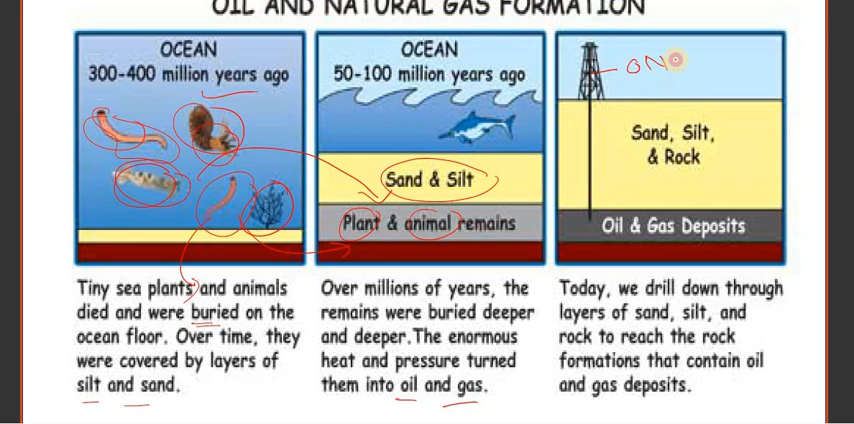 OIL AND NATURAL GAS FORMATION
OCEAN
300-400 million years ago
OCEAN
50-100 million years ago
ON
Sand & Silt
Plant & animal remains
Sand, Silt,
& Rock
Oil & Gas Deposits
Tiny sea plants and animals
died and were buried on the
ocean floor. Over time, they
were covered by layers of
silt and sand.
Over millions of years, the
remains were buried deeper
and deeper.The enormous
heat and pressure turned
them into oil and gas.
Today, we drill down through
layers of sand, silt, and
rock to reach the rock
formations that contain oil
and gas deposits.